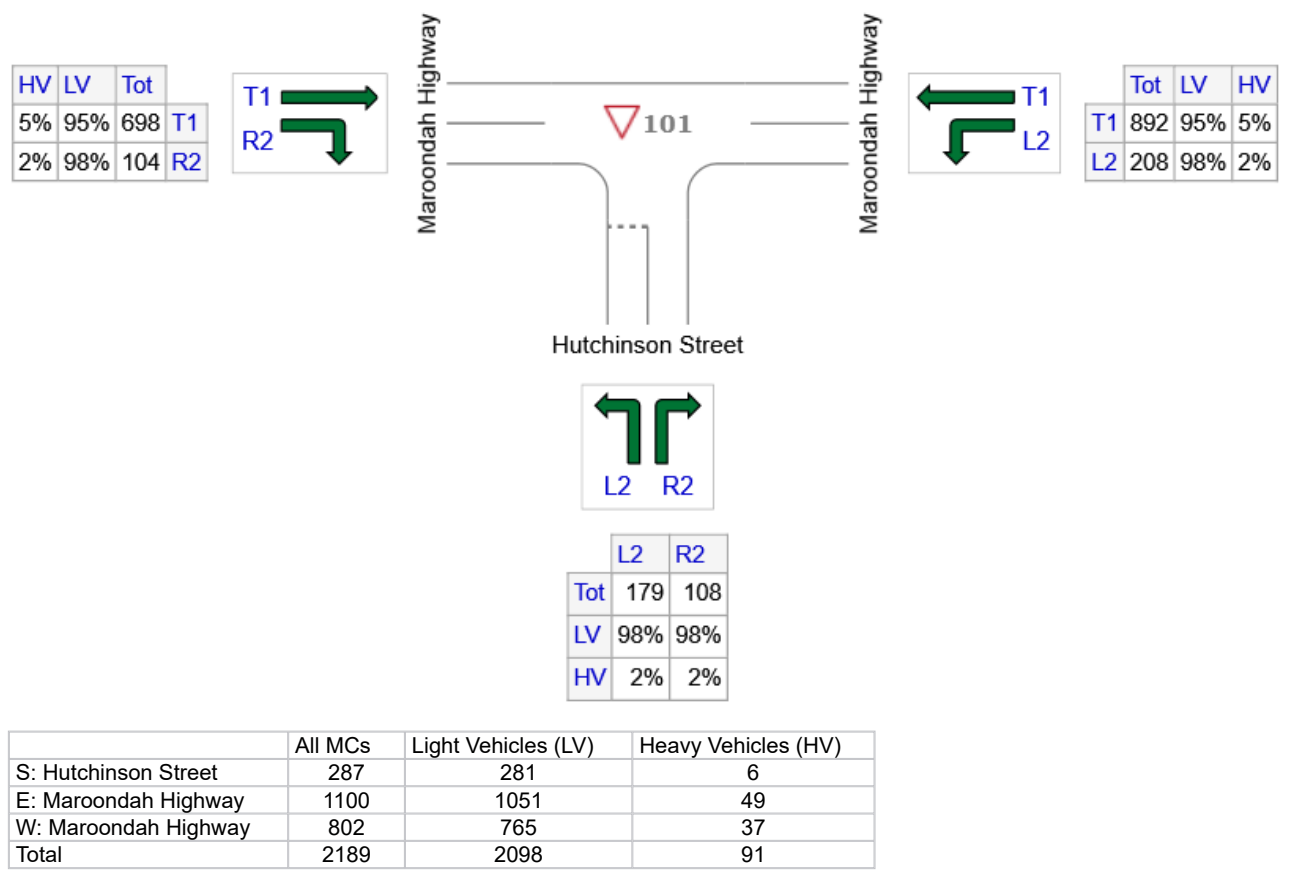 Maroondah Highway
Maroondah Highway
HV LV Tot
5% 95% 698 T1
2% 98% 104 R2
T1
R2
101
T1
L2
Tot LV HV
T1 892 95% 5%
L2 208 98% 2%
Hutchinson Street
L2 R2
L2 R2
Tot 179 108
LV 98% 98%
HV 2% 2%
All MCs Light Vehicles (LV) Heavy Vehicles (HV)
S: Hutchinson Street 287 281 6
E: Maroondah Highway 1100 1051 49
W: Maroondah Highway 802 765 37
Total 2189 2098 91